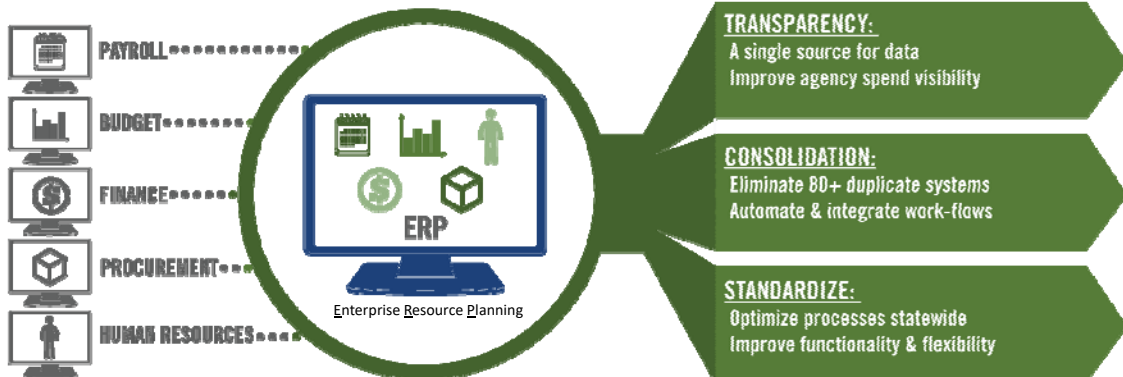 PAYROLL
BUDGET
FINANCE
PROCUREMENT
HUMAN RESOURCES
ERP
Enterprise Resource Planning
TRANSPARENCY:
A single source for data
Improve agency spend visibility
CONSOLIDATION:
Eliminate 80+ duplicate systems
Automate & integrate work-flows
STANDARDIZE:
Optimize processes statewide
Improve functionality & flexibility